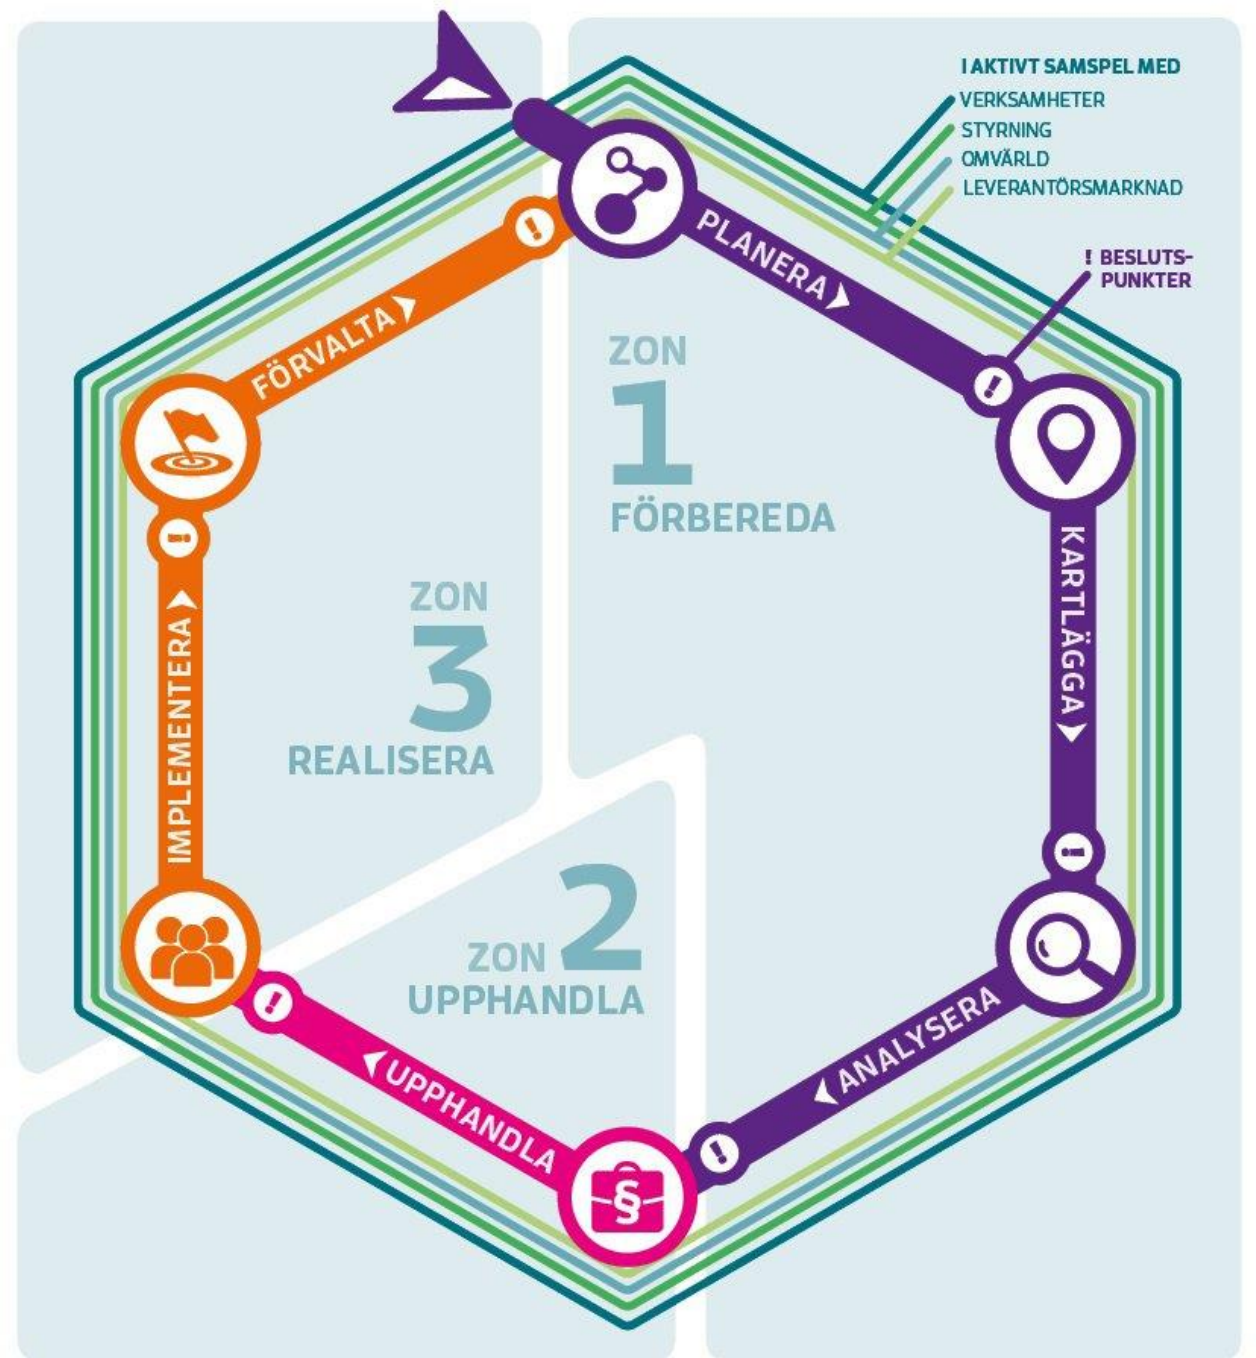 I AKTIVT SAMSPEL MED
VERKSAMHETER
STYRNING
OMVÄRLD
LEVERANTÖRSMARKNAD
! BESLUTS-
PUNKTER
PLANERA
!
KARTLÄGGA
!
ANALYSERA
!
§
UPPHANDLA
!
IMPLEMENTERA
!
FÖRVALTA
!
ZON
1
FÖRBEREDA
ZON
3
REALISERA
ZON 2
UPPHANDLA